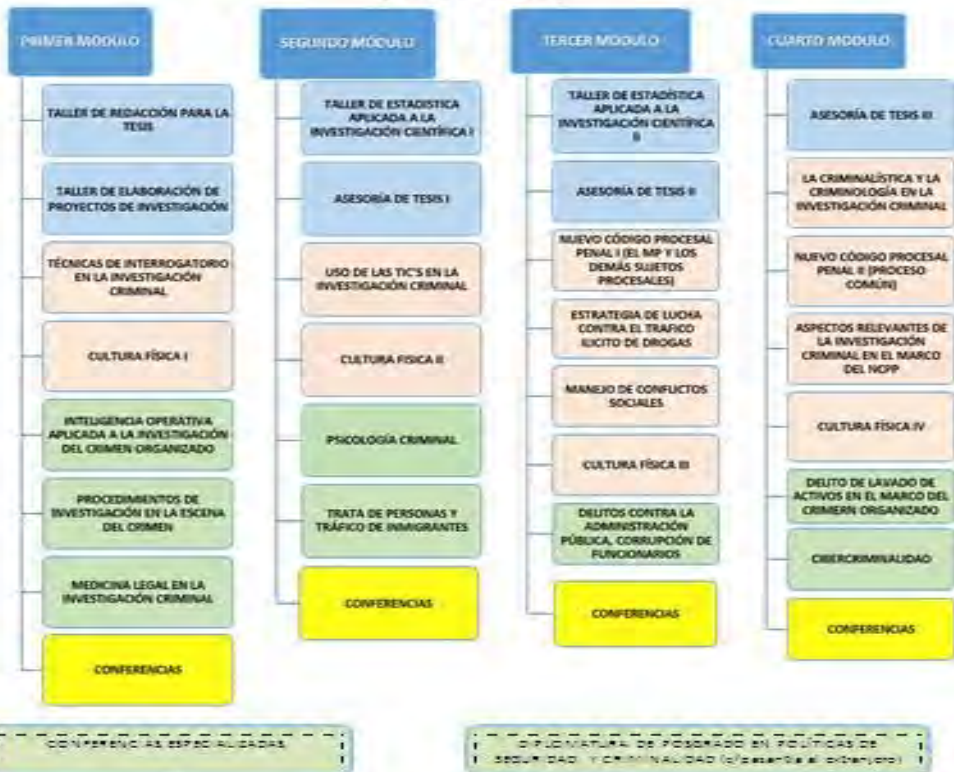 PRIMER MÓDULO
TALLER DE REDACCIÓN PARA LA
TESIS
TALLER DE ELABORACIÓN DE
PROYECTOS DE INVESTIGACIÓN
TÉCNICAS DE INTERROGATORIO
EN LA INVESTIGACIÓN
CRIMINAL
CULTURA FÍSICA I
INTELIGENCIA OPERATIVA
APLICADA A LA INVESTIGACIÓN
DEL CRIMEN ORGANIZADO
PROCEDIMIENTOS DE
INVESTIGACIÓN EN LA ESCENA
DEL CRIMEN
MEDICINA LEGAL EN LA
INVESTIGACIÓN CRIMINAL
CONFERENCIAS
SEGUNDO MÓDULO
TALLER DE ESTADISTICA
APLICADA A LA
INVESTIGACIÓN CIENTÍFICA I
ASESORÍA DE TESIS I
USO DE LAS TIC'S EN LA
INVESTIGACIÓN CRIMINAL
CULTURA FISICA II
PSICOLOGÍA CRIMINAL
TRATA DE PERSONAS Y
TRÁFICO DE INMIGRANTES
CONFERENCIAS
TERCER MÓDULO
TALLER DE ESTADÍSTICA
APLICADA A LA
INVESTIGACIÓN CIENTÍFICA
II
ASESORÍA DE TESIS II
NUEVO CÓDIGO PROCESAL
PENAL I (EL MP Y LOS
DEMÁS SUJETOS
PROCESALES)
ESTRATEGIA DE LUCHA
CONTRA EL TRAFICO
ILICITO DE DROGAS
MANEJO DE CONFLICTOS
SOCIALES
CULTURA FÍSICA III
DELITOS CONTRA LA
ADMINISTRACIÓN
PÚBLICA, CORRUPCIÓN DE
FUNCIONARIOS
CONFERENCIAS
CUARTO MODULO
ASESORÍA DE TESIS III
LA CRIMINALÍSTICA Y LA
CRIMINOLOGÍA EN LA
INVESTIGACIÓN CRIMINAL
NUEVO CÓDIGO PROCESAL
PENAL II (PROCESO
COMÚN)
ASPECTOS RELEVANTES DE
LA INVESTIGACIÓN
CRIMINAL EN EL MARCO
DEL NCPP
CULTURA FÍSICA IV
DELITO DE LAVADO DE
ACTIVOS EN EL MARCO DEL
CRIMERN ORGANIZADO
CIBERCRIMINALIDAD
CONFERENCIAS
CONFERENCIAS ESPECIALIZADAS
DIPLOMATURA DE POSGRADO EN POLÍTICAS DE
SEGURIDAD Y CRIMINALIDAD (c/pasantía al extranjero)